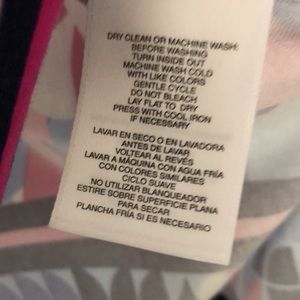 DRY CLEAN OR MACHINE WASH:
BEFORE WASHING
TURN INSIDE OUT
MACHINE WASH COLD
WITH LIKE COLORS
GENTLE CYCLE
DO NOT BLEACH
LAY FLAT TO DRY
PRESS WITH COOL IRON
IF NECESSARY
LAVAR EN SECO O EN LAVADORA
ANTES DE LAVAR
VOLTEAR AL REVÉS
LAVAR A MÁQUINA CON AGUA FRÍA
CON COLORES SIMILARES
CICLO SUAVE
NO UTILIZAR BLANQUEADOR
ESTIRE SOBRE SUPERFICIE PLANA
PARA SECAR
PLANCHA FRÍA SI ES NECESARIO